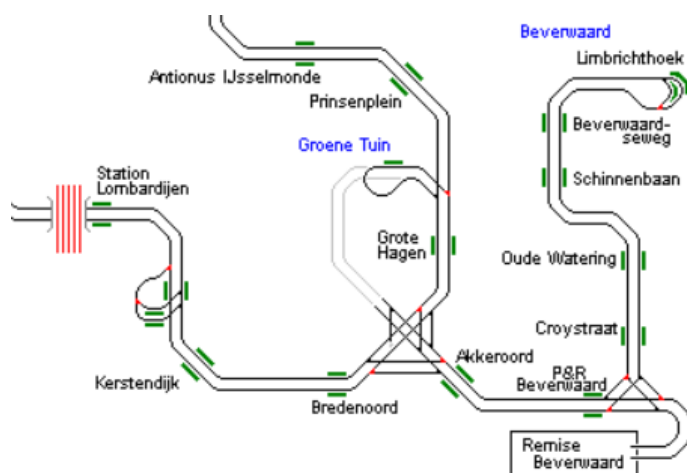 Beverwaard
Limbrichthoek
Antionus IJsselmonde
Prinsenplein
Beverwaard-
seweg
Groene Tuin
Station
Lombardijen
Schinnenbaan
Grote
Hagen
Oude Watering
Croystraat
Akkeroord
P&R
Beverwaard
Kerstendijk
Bredenoord
Remise
Beverwaard